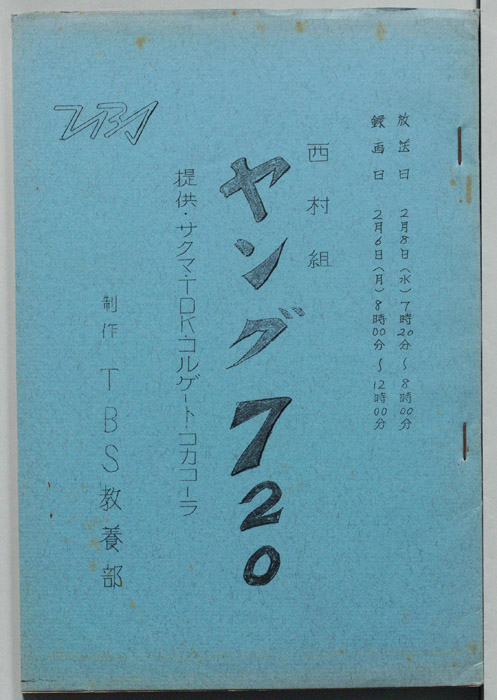 放送日 2月8日(水)7時20分〜8時00分
録画日 2月6日(月)8時00分〜12時00分
西村組
ヤング720
提供・サクマ・TDK・コルゲート・コカコーラ
制作 TBS教養部
TBS